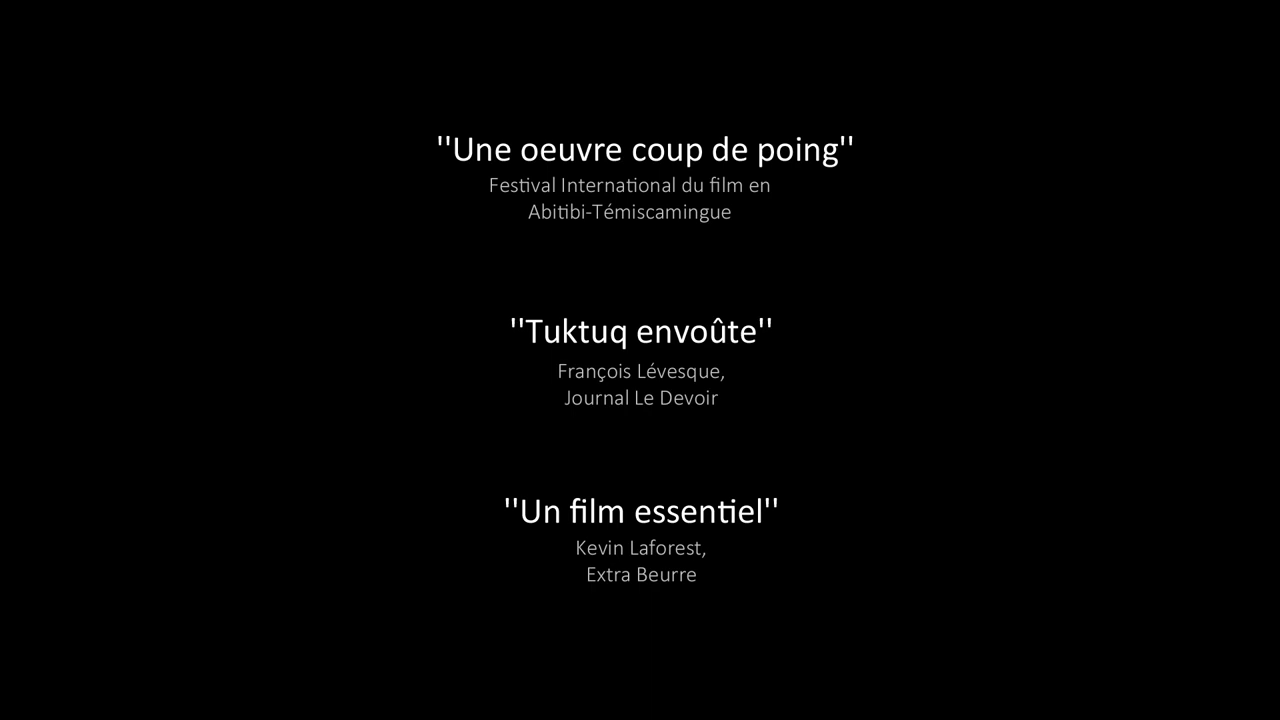 "Une oeuvre coup de poing"
Festival International du film en
Abitibi-Témiscamingue
"Tuktuq envoûte"
François Lévesque,
Journal Le Devoir
"Un film essentiel"
Kevin Laforest,
Extra Beurre